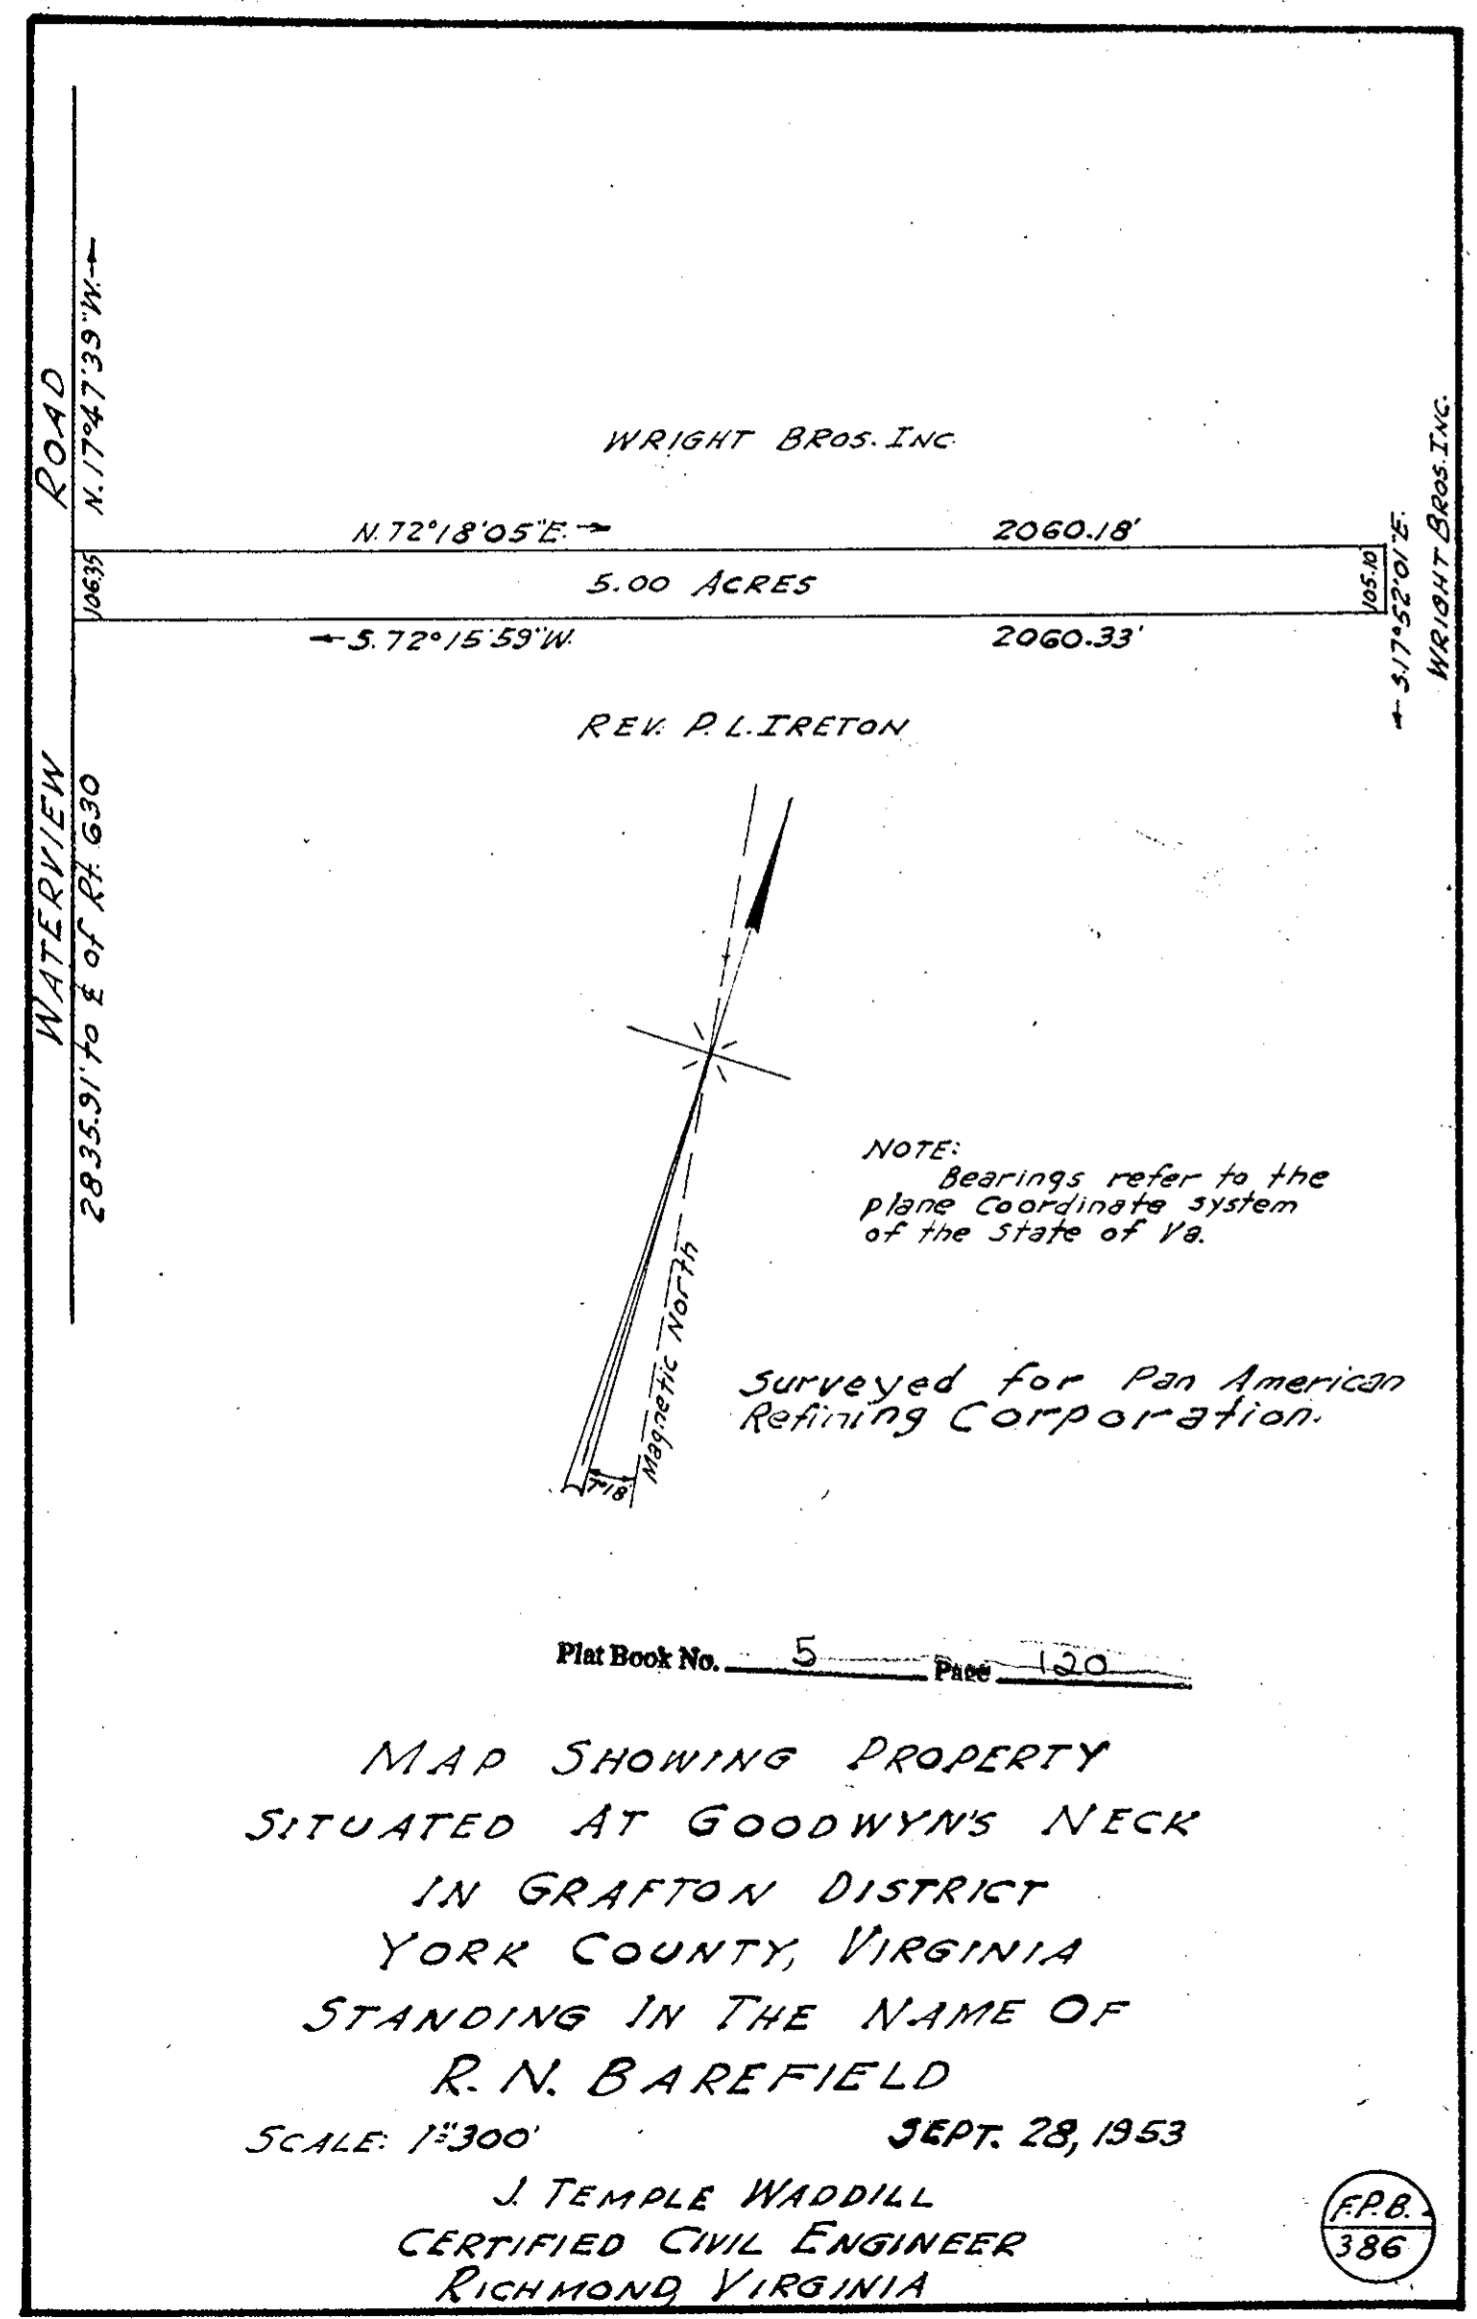 WATERVIEW ROAD
N. 17°47'39"W.
WRIGHT BROS. INC.
N. 72°18'05"E. 2060.18'
106.35
5.00 ACRES
105.10
S. 17°52'01"E.
WRIGHT BROS. INC.
S. 72°15'59"W. 2060.33'
REV. P. L. IRETON
2835.91' to ℄ of Rt. 630
NOTE:
Bearings refer to the
plane Coordinate system
of the State of Va.
Magnetic North
7°18'
Surveyed for Pan American
Refining Corporation.
Plat Book No. 5 Page 120
MAP SHOWING PROPERTY
SITUATED AT GOODWYN'S NECK
IN GRAFTON DISTRICT
YORK COUNTY, VIRGINIA
STANDING IN THE NAME OF
R. N. BAREFIELD
SCALE: 1"=300' SEPT. 28, 1953
J. TEMPLE WADDILL
CERTIFIED CIVIL ENGINEER
RICHMOND, VIRGINIA
F.P.B.
386